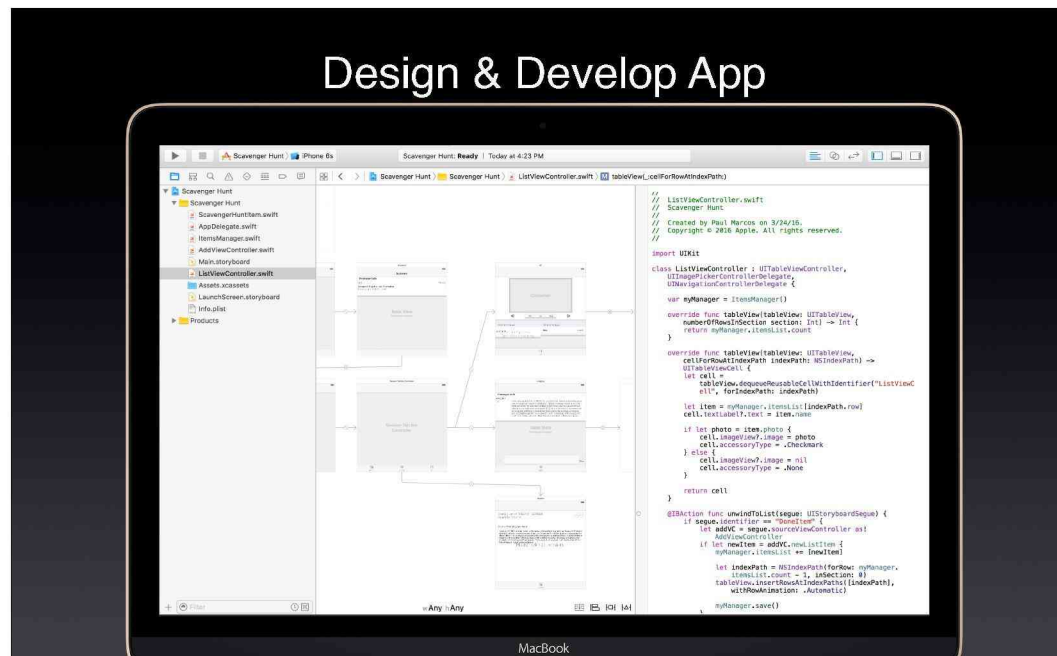 Design & Develop App
Scavenger Hunt
iPhone 6s
Scavenger Hunt: Ready | Today at 4:23 PM
Scavenger Hunt
Scavenger Hunt
ListViewController.swift
tableView(_:cellForRowAtIndexPath:)
Scavenger Hunt
Scavenger Hunt
ScavengerHuntItem.swift
AppDelegate.swift
ItemsManager.swift
AddViewController.swift
Main.storyboard
ListViewController.swift
Assets.xcassets
LaunchScreen.storyboard
Info.plist
Products
Filter
wAny hAny
//
// ListViewController.swift
// Scavenger Hunt
//
// Created by Paul Marcos on 3/24/16.
// Copyright © 2016 Apple. All rights reserved.
//
import UIKit
class ListViewController : UITableViewController,
UIImagePickerControllerDelegate,
UINavigationControllerDelegate {
var myManager = ItemsManager()
override func tableView(tableView: UITableView,
numberOfRowsInSection section: Int) -> Int {
return myManager.itemsList.count
}
override func tableView(tableView: UITableView,
cellForRowAtIndexPath indexPath: NSIndexPath) ->
UITableViewCell {
let cell =
tableView.dequeueReusableCellWithIdentifier("ListViewC
ell", forIndexPath: indexPath)
let item = myManager.itemsList[indexPath.row]
cell.textLabel?.text = item.name
if let photo = item.photo {
cell.imageView?.image = photo
cell.accessoryType = .Checkmark
} else {
cell.imageView?.image = nil
cell.accessoryType = .None
}
return cell
}
@IBAction func unwindToList(segue: UIStoryboardSegue) {
if segue.identifier == "DoneItem" {
let addVC = segue.sourceViewController as!
AddViewController
if let newItem = addVC.newListItem {
myManager.itemsList += [newItem]
let indexPath = NSIndexPath(forRow: myManager.
itemsList.count - 1, inSection: 0)
tableView.insertRowsAtIndexPaths([indexPath],
withRowAnimation: .Automatic)
myManager.save()
MacBook